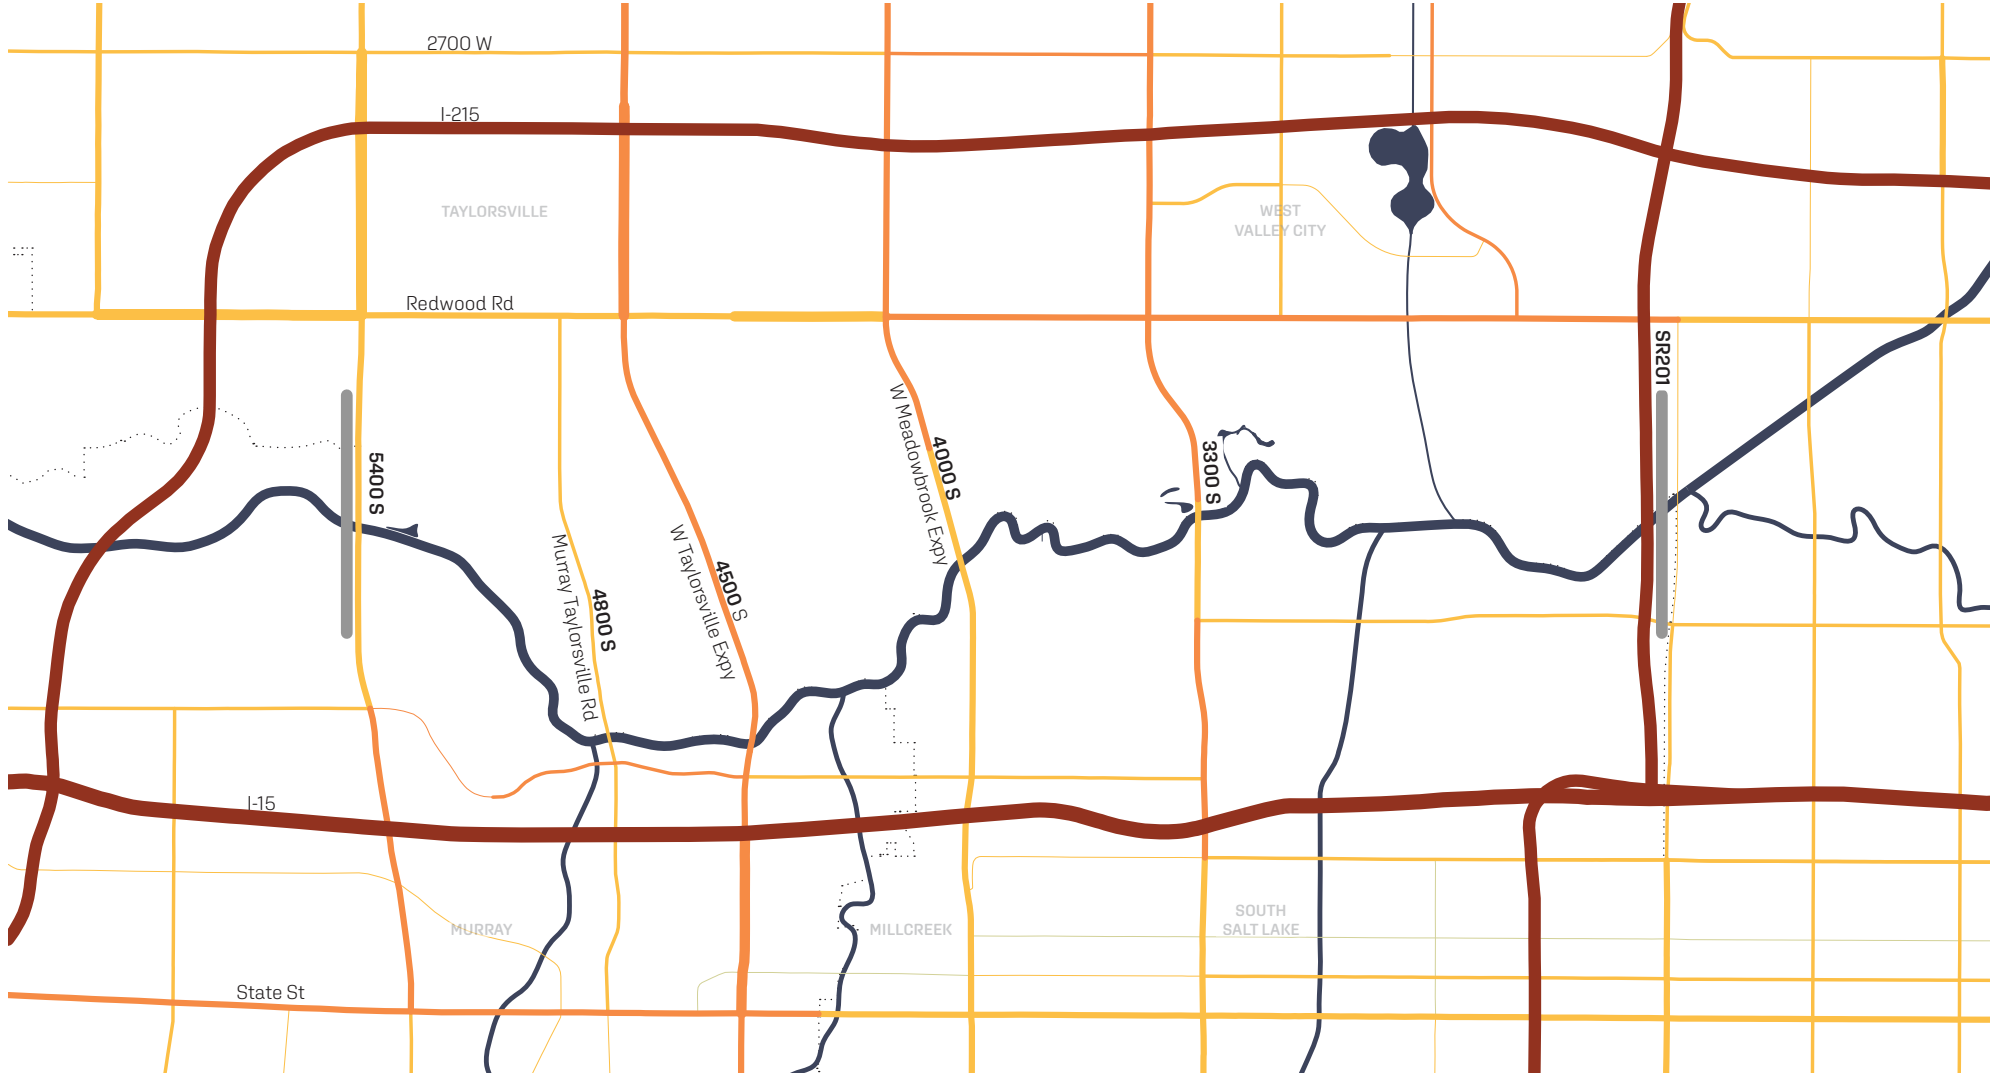 2700 W
I-215
TAYLORSVILLE
WEST
VALLEY CITY
Redwood Rd
SR201
5400 S
W Meadowbrook Expy
4000 S
3300 S
Murray Taylorsville Rd
4800 S
W Taylorsville Expy
4500 S
I-15
MURRAY
MILLCREEK
SOUTH
SALT LAKE
State St